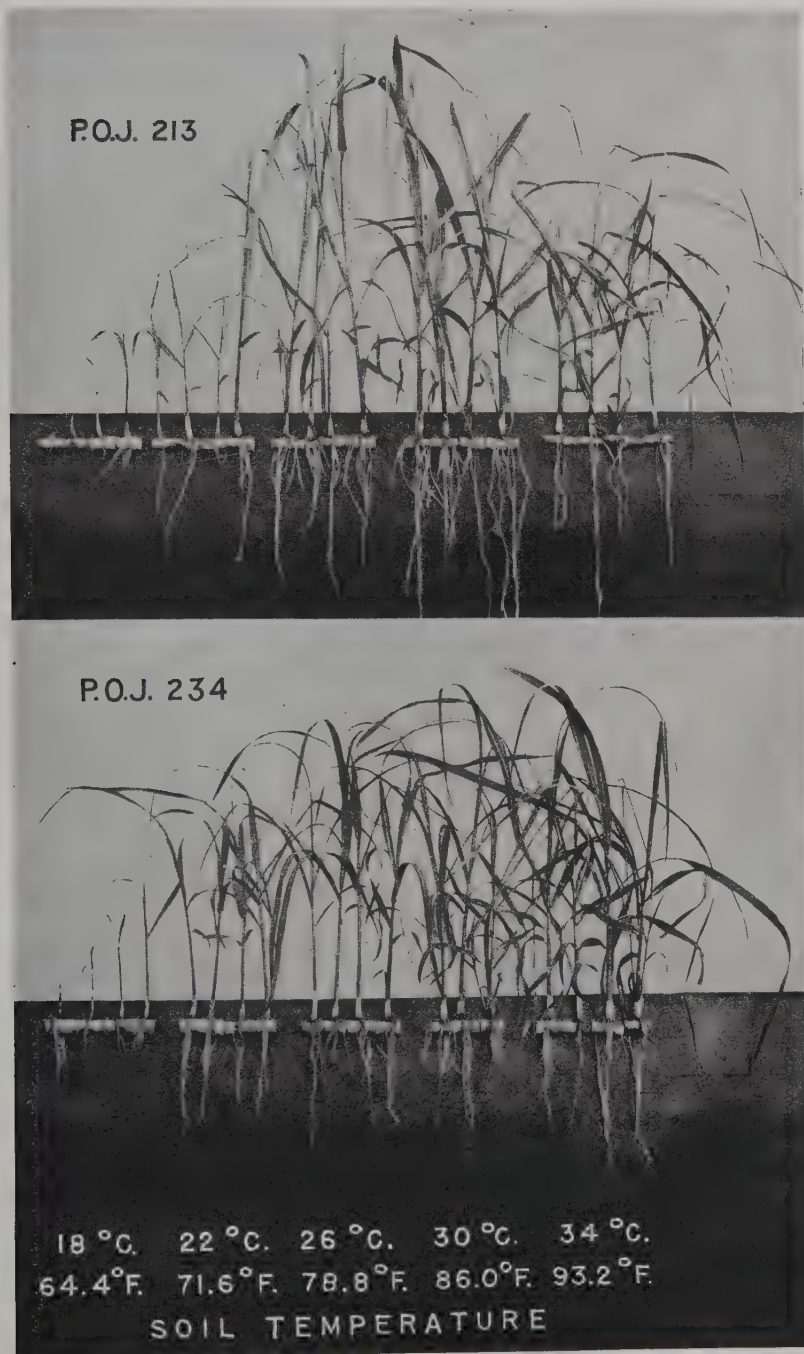 P.O.J. 213
P.O.J. 234
18 °C. 22 °C. 26 °C. 30 °C. 34 °C.
64.4°F. 71.6°F. 78.8°F. 86.0°F. 93.2°F.
SOIL TEMPERATURE